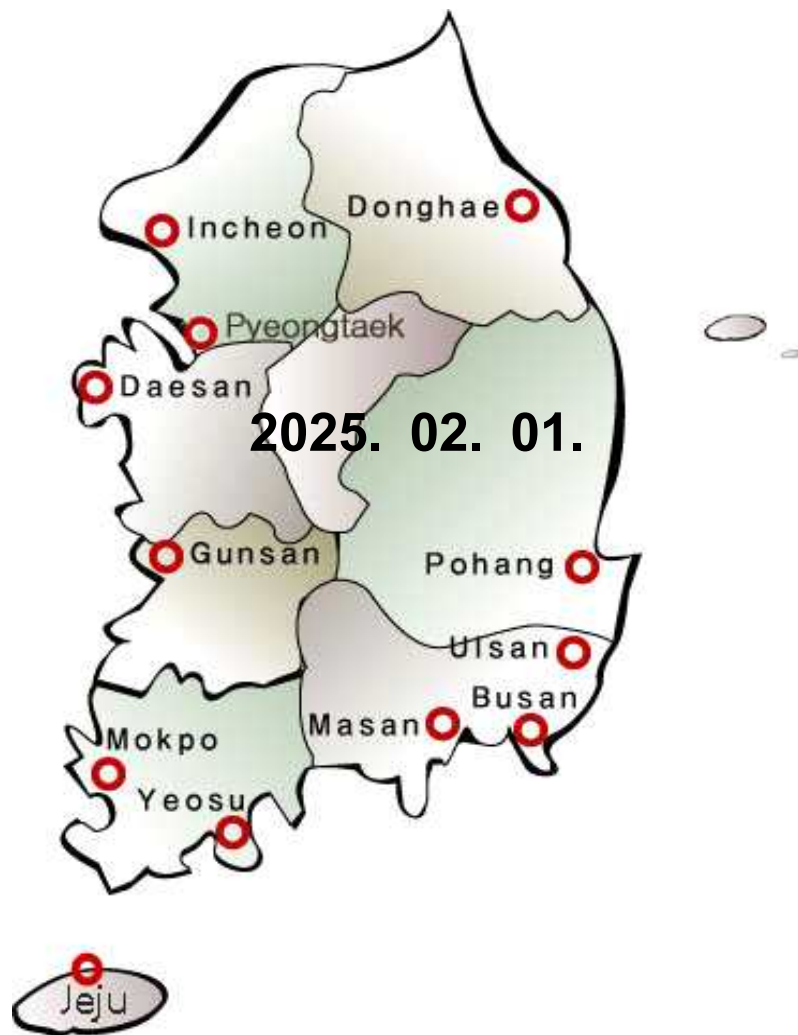 Donghae
Incheon
Pyeongtaek
Daesan
2025. 02. 01.
Gunsan
Pohang
Ulsan
Busan
Masan
Mokpo
Yeosu
Jeju